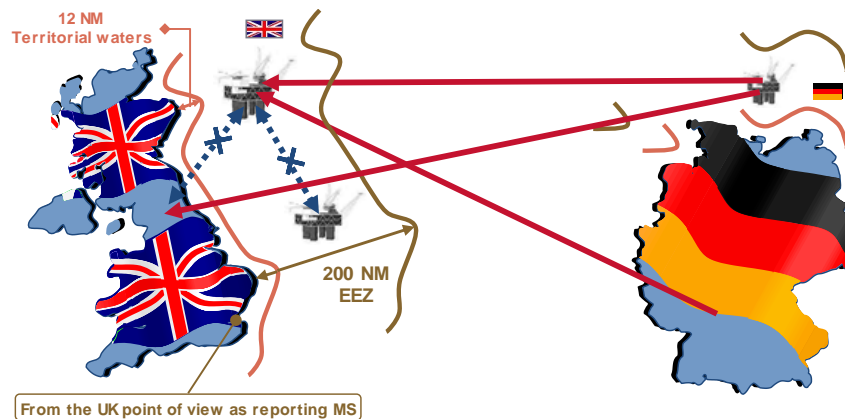 12 NM
Territorial waters
200 NM
EEZ
From the UK point of view as reporting MS